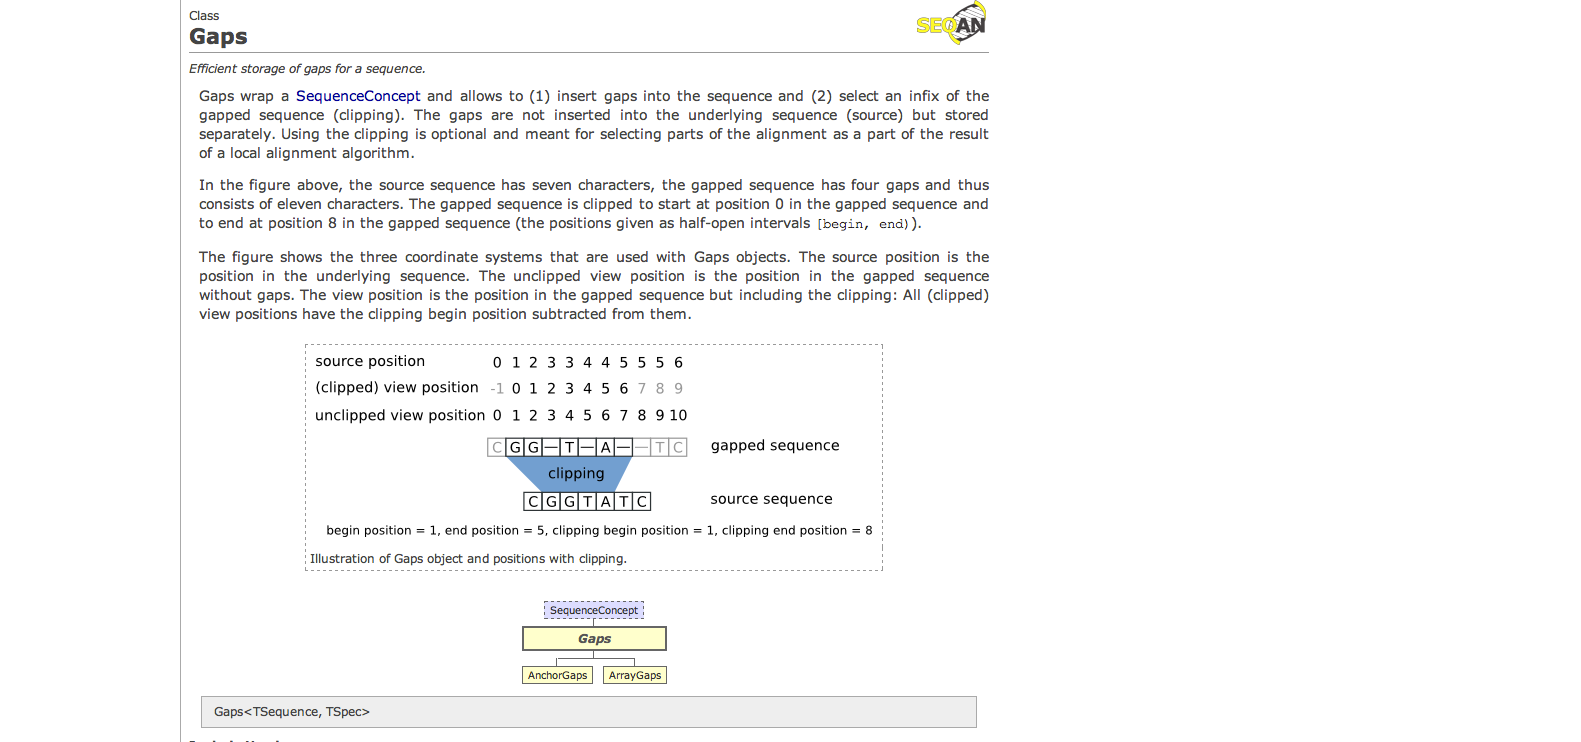 Class
Gaps
SEQAN
Efficient storage of gaps for a sequence.
Gaps wrap a SequenceConcept and allows to (1) insert gaps into the sequence and (2) select an infix of the
gapped sequence (clipping). The gaps are not inserted into the underlying sequence (source) but stored
separately. Using the clipping is optional and meant for selecting parts of the alignment as a part of the result
of a local alignment algorithm.
In the figure above, the source sequence has seven characters, the gapped sequence has four gaps and thus
consists of eleven characters. The gapped sequence is clipped to start at position 0 in the gapped sequence and
to end at position 8 in the gapped sequence (the positions given as half-open intervals [begin, end)).
The figure shows the three coordinate systems that are used with Gaps objects. The source position is the
position in the underlying sequence. The unclipped view position is the position in the gapped sequence
without gaps. The view position is the position in the gapped sequence but including the clipping: All (clipped)
view positions have the clipping begin position subtracted from them.
source position 0 1 2 3 3 4 4 5 5 5 6
(clipped) view position -1 0 1 2 3 4 5 6 7 8 9
unclipped view position 0 1 2 3 4 5 6 7 8 9 10
C G G — T — A — — T C gapped sequence
clipping
C G G T A T C source sequence
begin position = 1, end position = 5, clipping begin position = 1, clipping end position = 8
Illustration of Gaps object and positions with clipping.
SequenceConcept
Gaps
AnchorGaps ArrayGaps
Gaps<TSequence, TSpec>